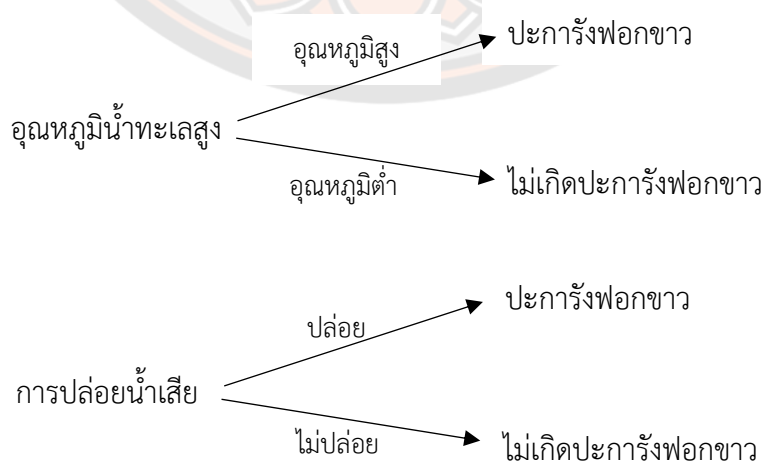 อุณหภูมิสูง
ปะการังฟอกขาว
อุณหภูมิน้ำทะเลสูง
อุณหภูมิต่ำ
ไม่เกิดปะการังฟอกขาว
ปะการังฟอกขาว
ปล่อย
การปล่อยน้ำเสีย
ไม่ปล่อย
ไม่เกิดปะการังฟอกขาว